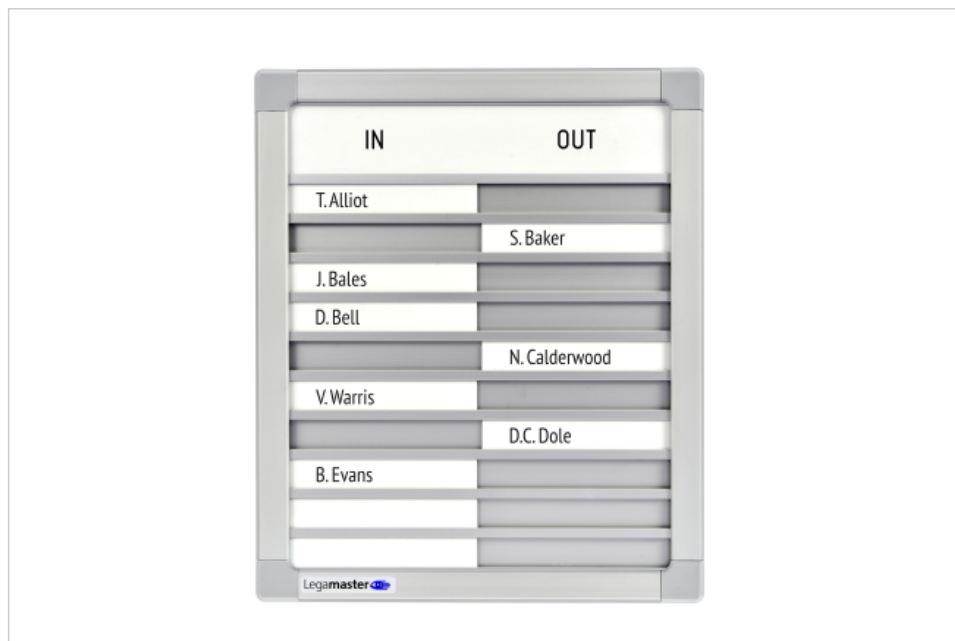 IN OUT
T. Alliot
S. Baker
J. Bales
D. Bell
N. Calderwood
V. Warris
D.C. Dole
B. Evans
Legamaster